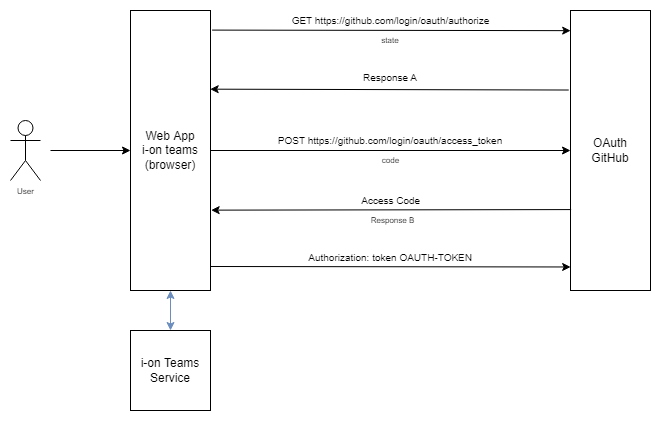 GET https://github.com/login/oauth/authorize
state
Response A
Web App
i-on teams
(browser)
POST https://github.com/login/oauth/access_token
code
OAuth
GitHub
User
Access Code
Response B
Authorization: token OAUTH-TOKEN
i-on Teams
Service